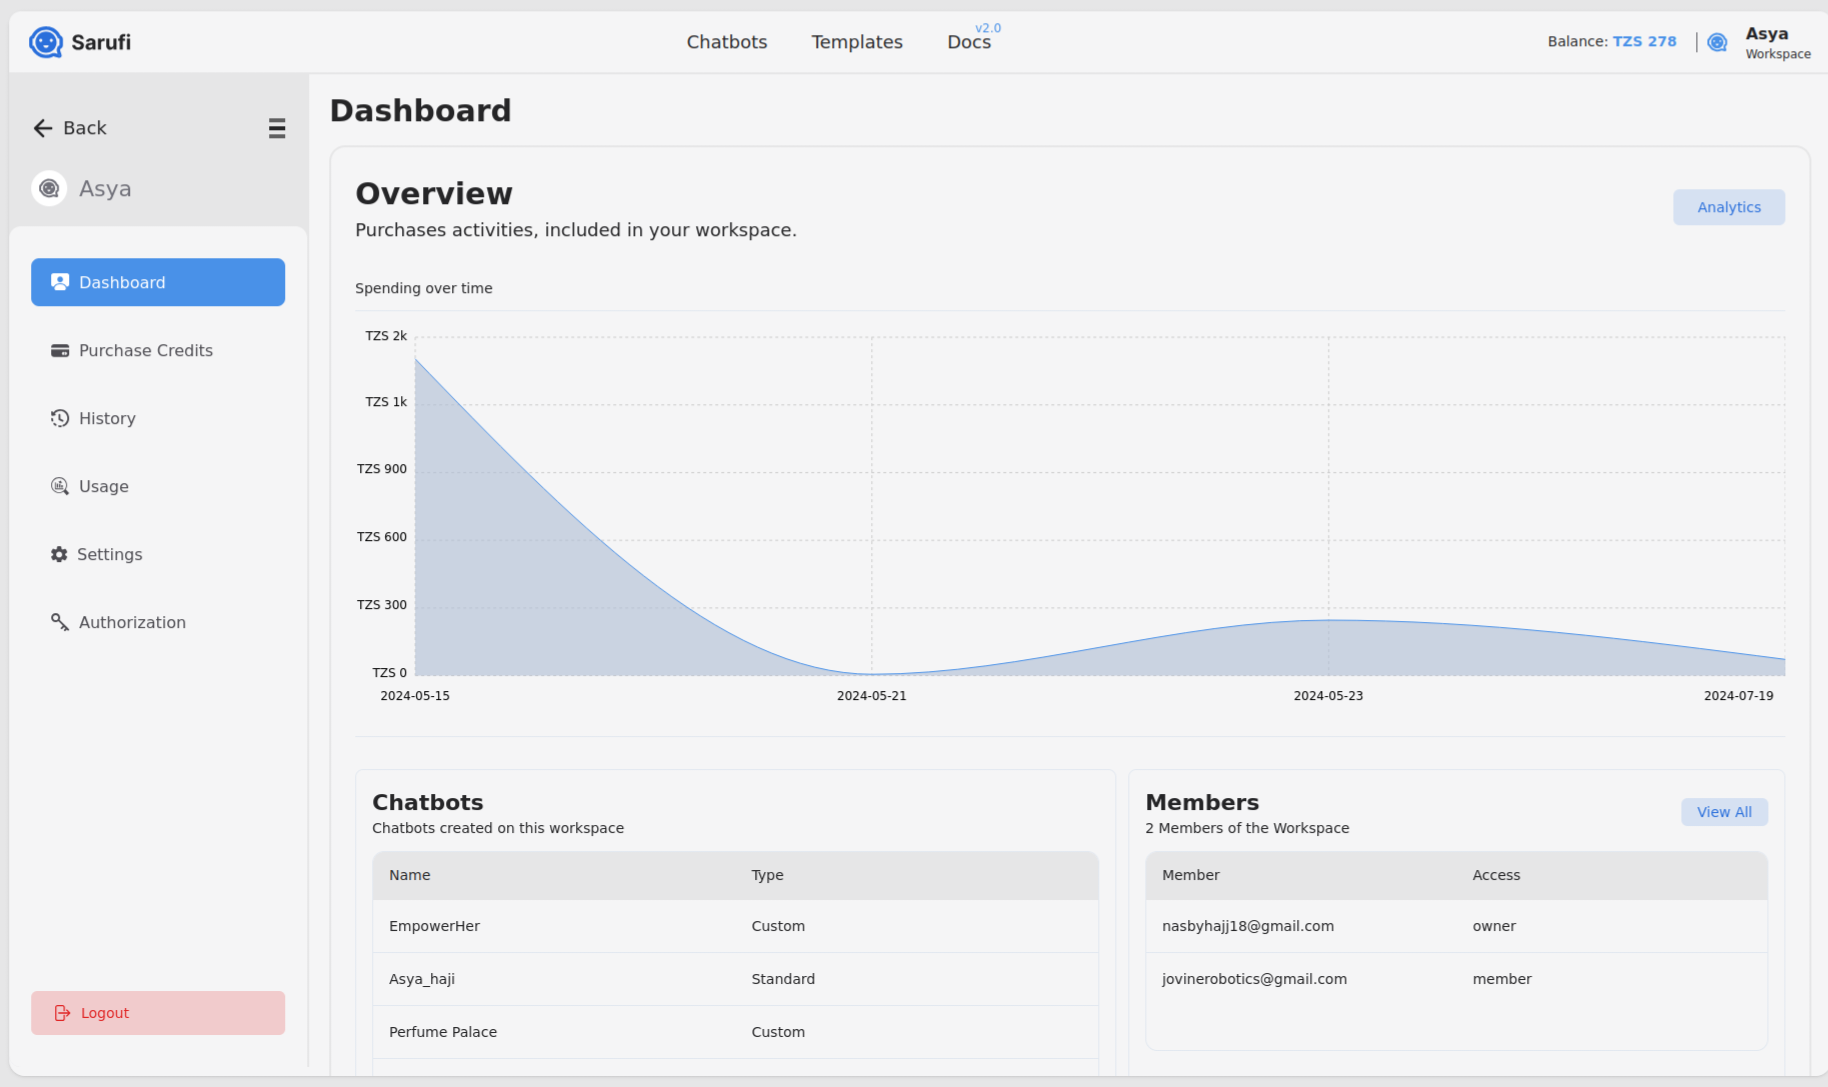 Sarufi
Chatbots
Templates
Docs
v2.0
Balance: TZS 278
Asya
Workspace
Back
Asya
Dashboard
Purchase Credits
History
Usage
Settings
Authorization
Logout
Dashboard
Overview
Purchases activities, included in your workspace.
Analytics
Spending over time
TZS 2k
TZS 1k
TZS 900
TZS 600
TZS 300
TZS 0
2024-05-15
2024-05-21
2024-05-23
2024-07-19
Chatbots
Chatbots created on this workspace
Name Type
EmpowerHer Custom
Asya_haji Standard
Perfume Palace Custom
Members
2 Members of the Workspace
View All
Member Access
nasbyhajj18@gmail.com owner
jovinerobotics@gmail.com member